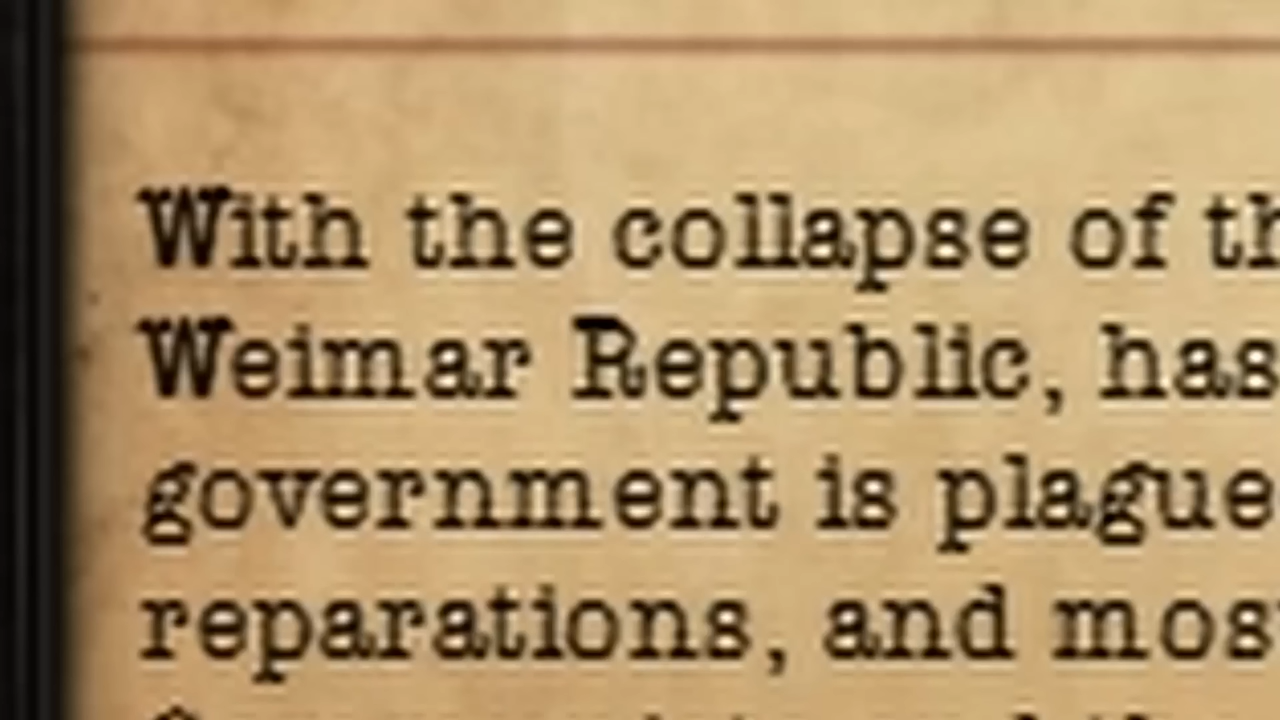 With the collapse of th
Weimar Republic, has
government is plague
reparations, and mos